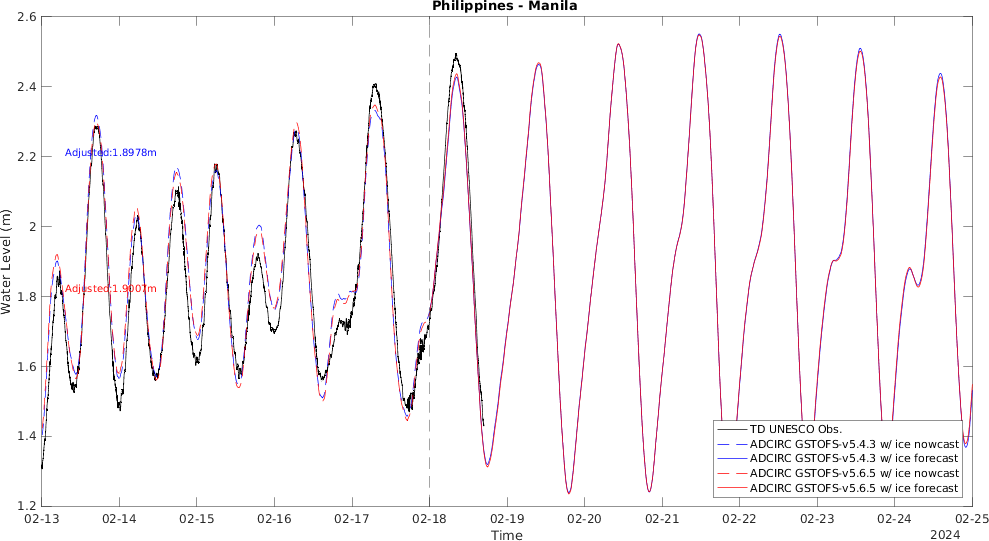 Philippines - Manila
2.6
2.4
2.2
2
1.8
1.6
1.4
1.2
Water Level (m)
Adjusted:1.8978m
Adjusted:1.9007m
TD UNESCO Obs.
ADCIRC GSTOFS-v5.4.3 w/ ice nowcast
ADCIRC GSTOFS-v5.4.3 w/ ice forecast
ADCIRC GSTOFS-v5.6.5 w/ ice nowcast
ADCIRC GSTOFS-v5.6.5 w/ ice forecast
02-13 02-14 02-15 02-16 02-17 02-18 02-19 02-20 02-21 02-22 02-23 02-24 02-25
Time
2024